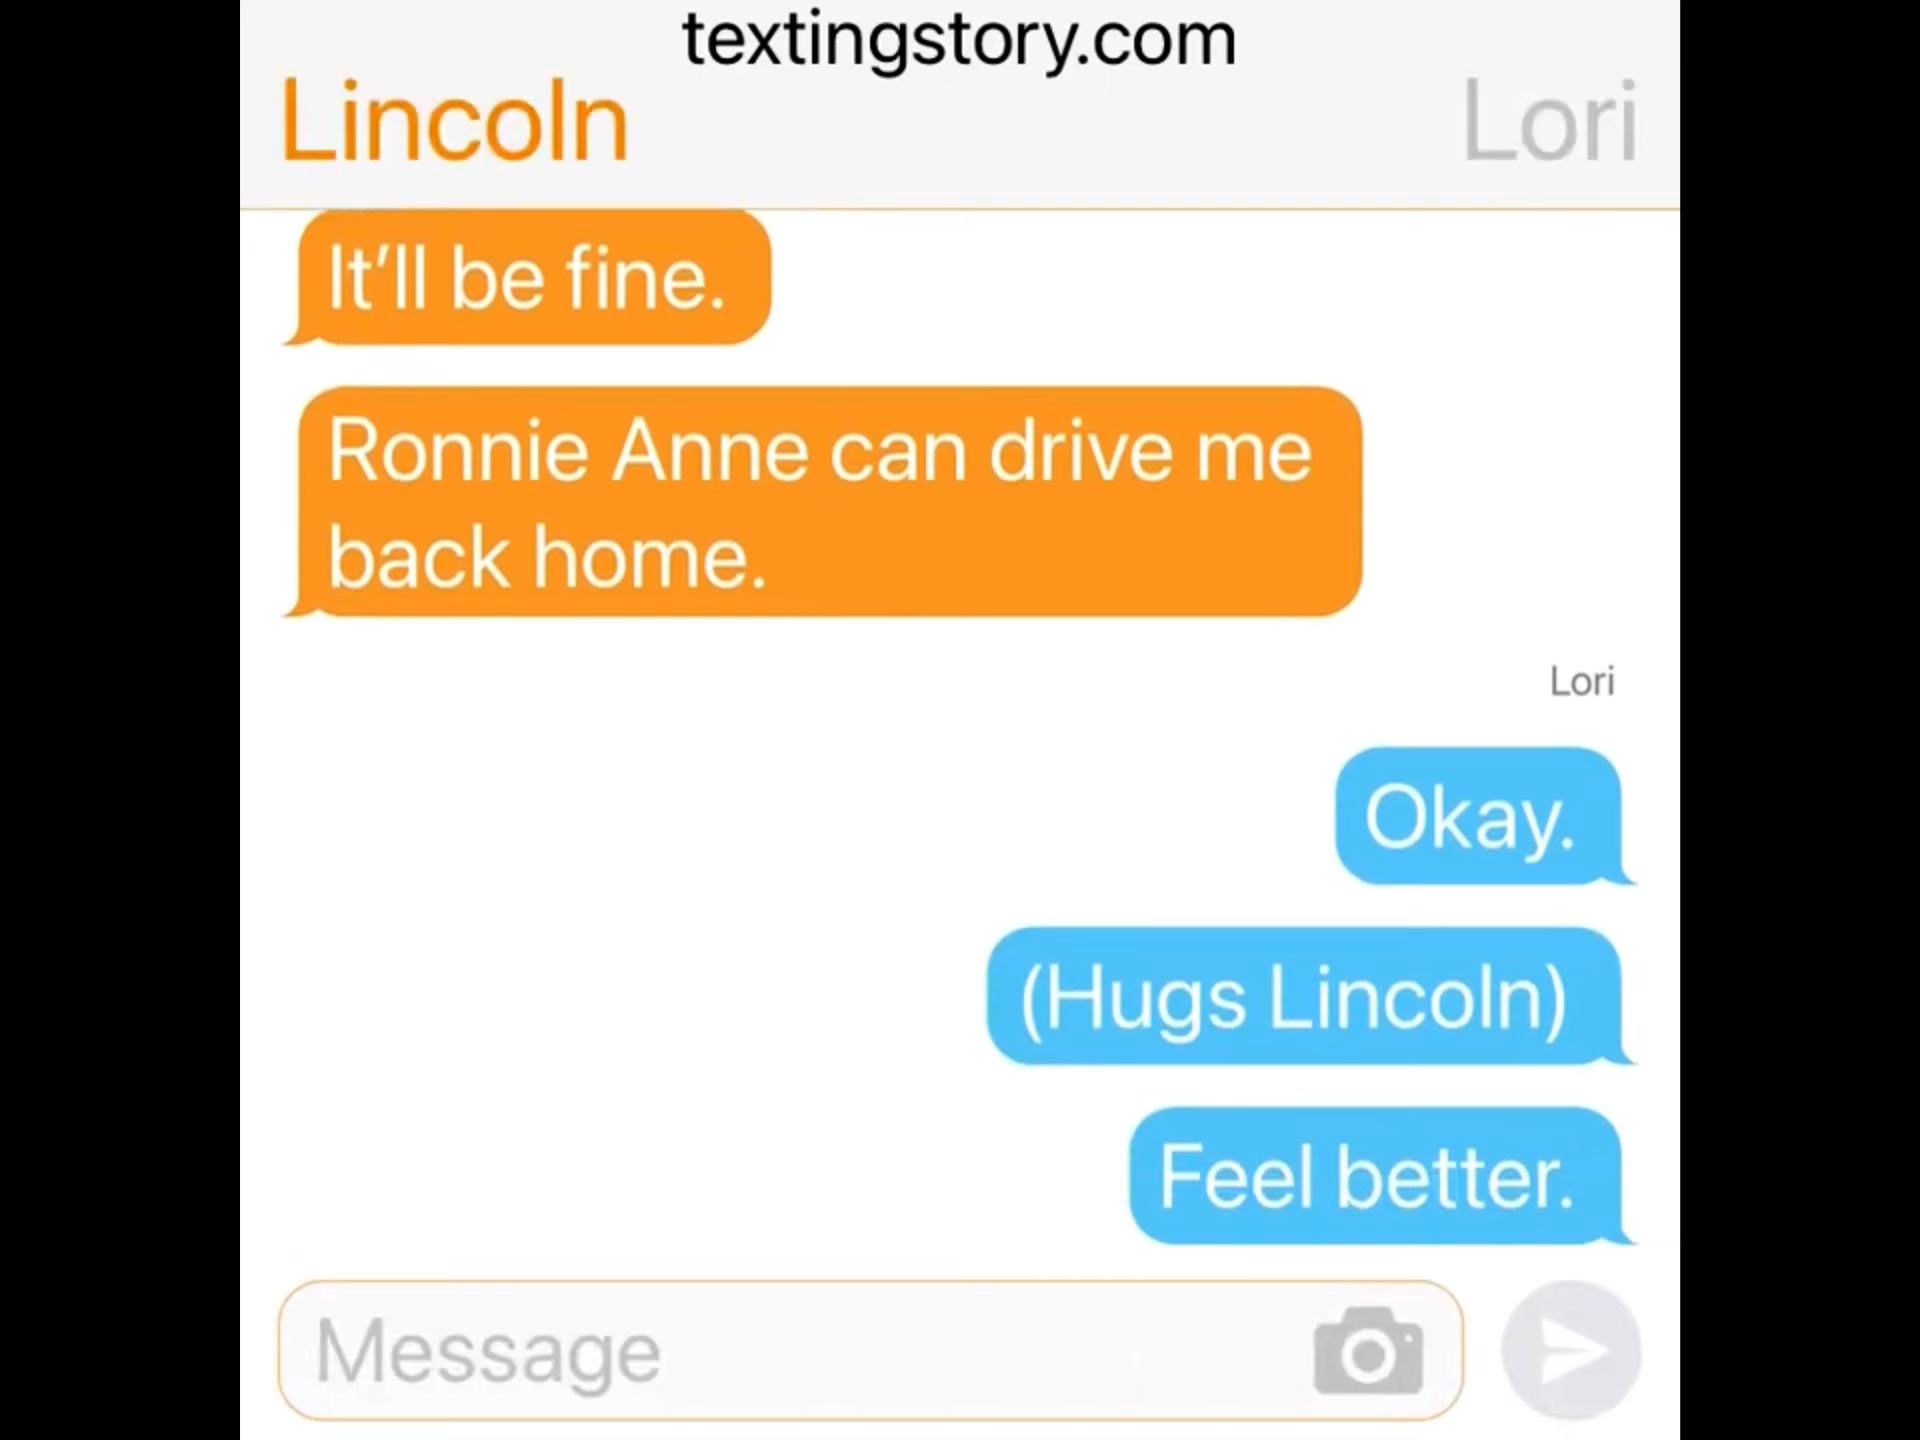 textingstory.com
Lincoln
Lori
It’ll be fine.
Ronnie Anne can drive me
back home.
Lori
Okay.
(Hugs Lincoln)
Feel better.
Message